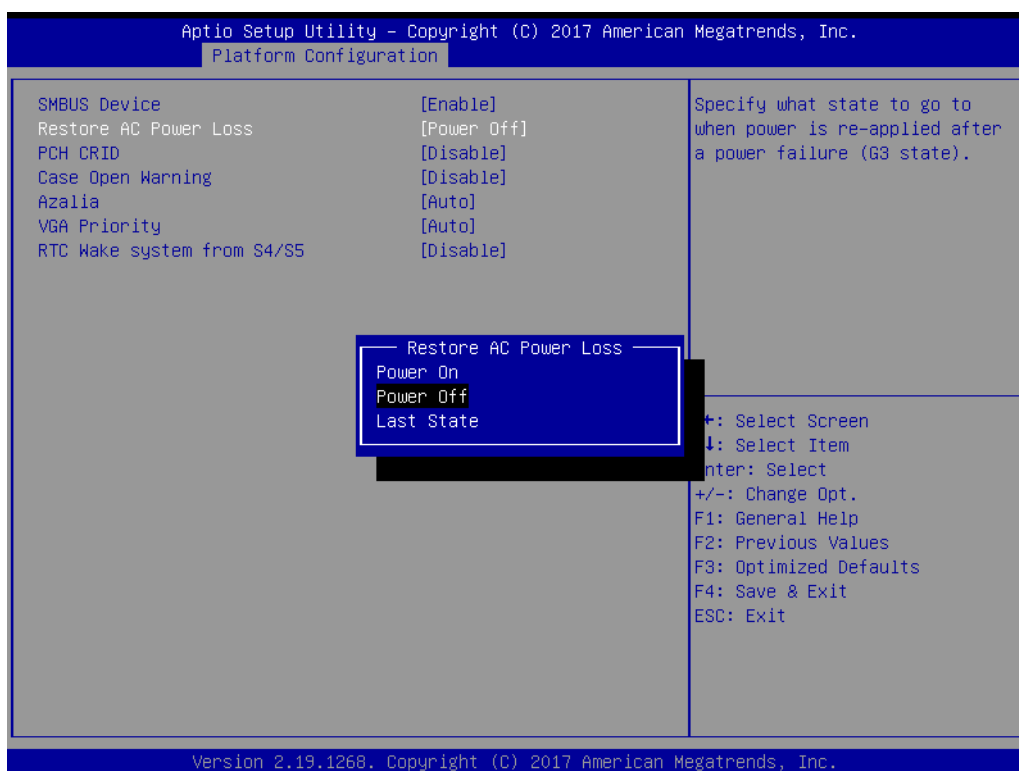 Aptio Setup Utility – Copyright (C) 2017 American Megatrends, Inc.
Platform Configuration
SMBUS Device [Enable]
Restore AC Power Loss [Power Off]
PCH CRID [Disable]
Case Open Warning [Disable]
Azalia [Auto]
VGA Priority [Auto]
RTC Wake system from S4/S5 [Disable]
Specify what state to go to
when power is re-applied after
a power failure (G3 state).
Restore AC Power Loss
Power On
Power Off
Last State
←: Select Screen
↓: Select Item
nter: Select
+/-: Change Opt.
F1: General Help
F2: Previous Values
F3: Optimized Defaults
F4: Save & Exit
ESC: Exit
Version 2.19.1268. Copyright (C) 2017 American Megatrends, Inc.